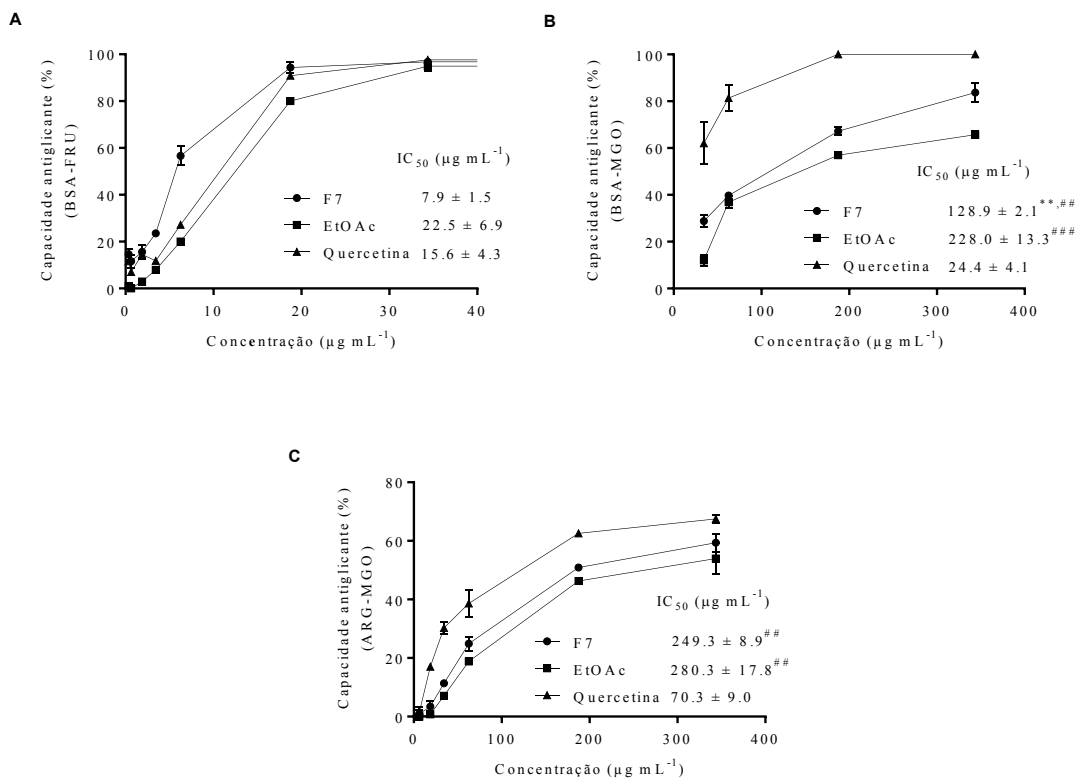 A
Capacidade antiglicante (%)
(BSA-FRU)
100
80
60
40
20
0
0 10 20 30 40
Concentração (µg mL⁻¹)
IC₅₀ (µg mL⁻¹)
F7 7.9 ± 1.5
EtOAc 22.5 ± 6.9
Quercetina 15.6 ± 4.3
B
Capacidade antiglicante (%)
(BSA-MGO)
100
80
60
40
20
0
0 100 200 300 400
Concentração (µg mL⁻¹)
IC₅₀ (µg mL⁻¹)
F7 128.9 ± 2.1**,##
EtOAc 228.0 ± 13.3###
Quercetina 24.4 ± 4.1
C
Capacidade antiglicante (%)
(ARG-MGO)
80
60
40
20
0
0 100 200 300 400
Concentração (µg mL⁻¹)
IC₅₀ (µg mL⁻¹)
F7 249.3 ± 8.9##
EtOAc 280.3 ± 17.8##
Quercetina 70.3 ± 9.0